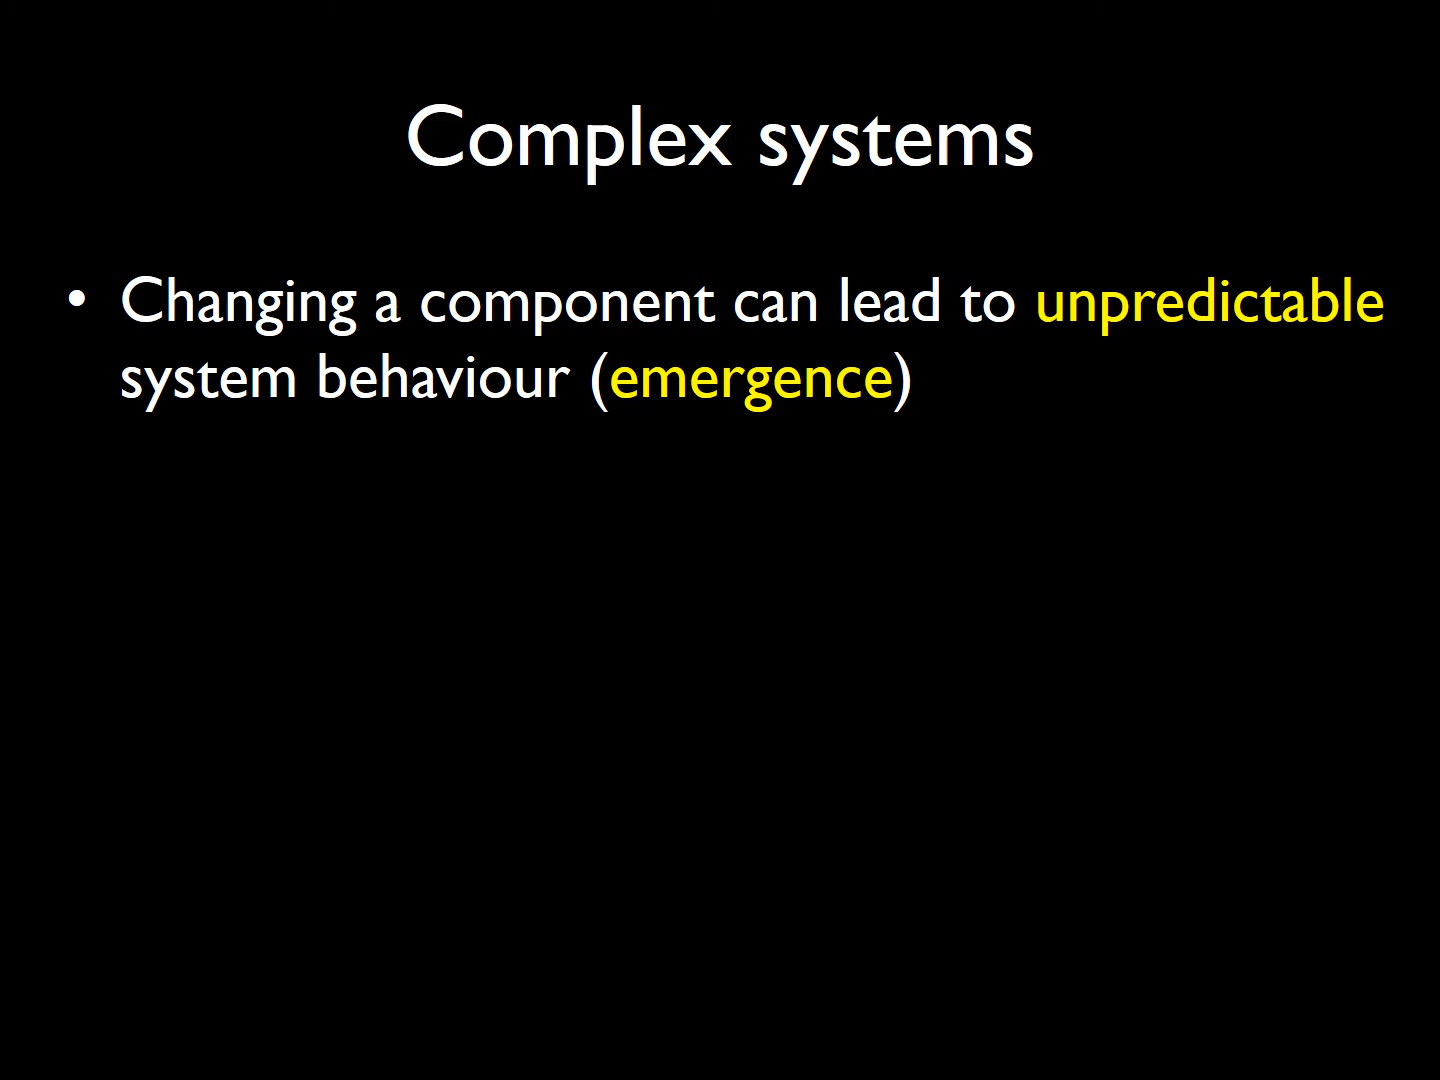 Complex systems
• Changing a component can lead to unpredictable
system behaviour (emergence)